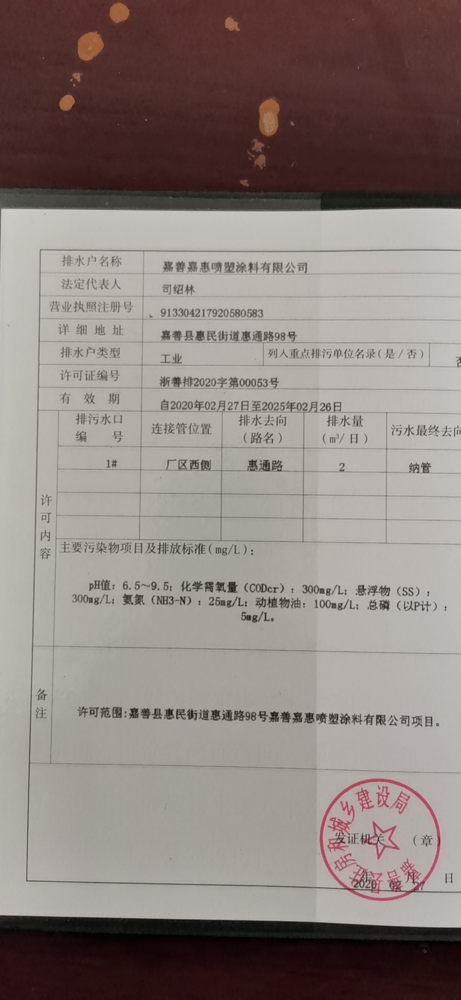 排水户名称 嘉善嘉惠喷塑涂料有限公司
法定代表人 司绍林
营业执照注册号 、913304217920580583
详细地址 嘉善县惠民街道惠通路98号
排水户类型 工业 列入重点排污单位名录(是/否) 否
许可证编号 浙善排2020字第00053号
有效期 自2020年02月27日至2025年02月26日
许可内容
排污水口编号 连接管位置 排水去向(路名) 排水量(m³/日) 污水最终去向
1# 厂区西侧 惠通路 2 纳管
主要污染物项目及排放标准(mg/L):
pH值: 6.5～9.5; 化学需氧量(CODcr): 300mg/L; 悬浮物(SS):
300mg/L; 氨氮(NH3-N): 25mg/L; 动植物油: 100mg/L; 总磷(以P计):
5mg/L。
备注
许可范围:嘉善县惠民街道惠通路98号嘉善嘉惠喷塑涂料有限公司项目。
嘉善县住房和城乡建设局
发证机关 (章)
2020年02月27日